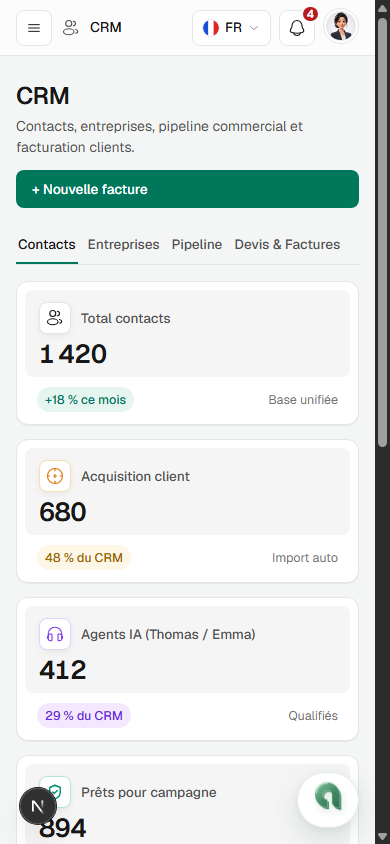 CRM
FR
4
CRM
Contacts, entreprises, pipeline commercial et
facturation clients.
+ Nouvelle facture
Contacts Entreprises Pipeline Devis & Factures
Total contacts
1 420
+18 % ce mois
Base unifiée
Acquisition client
680
48 % du CRM
Import auto
Agents IA (Thomas / Emma)
412
29 % du CRM
Qualifiés
Prêts pour campagne
N
894